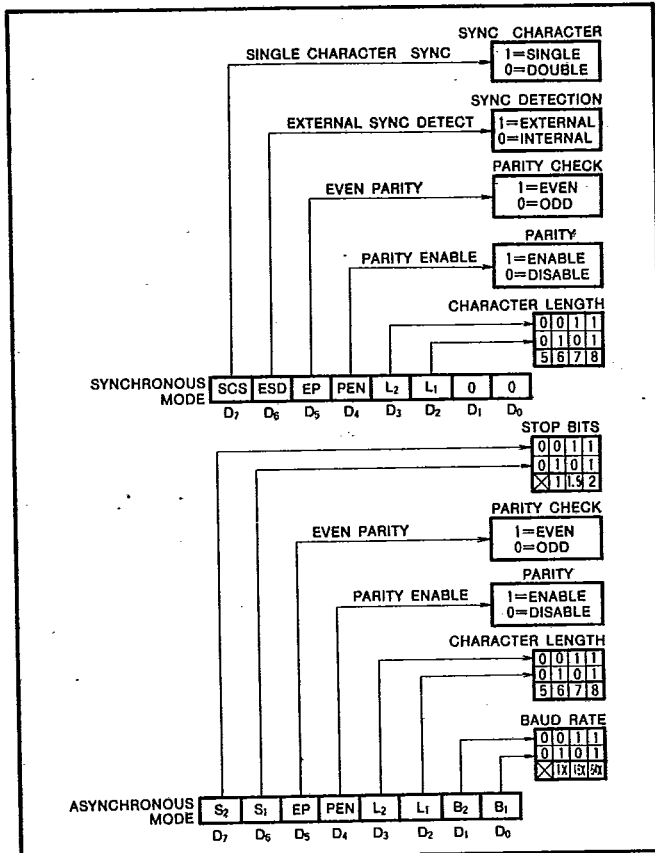 SYNC CHARACTER
SINGLE CHARACTER SYNC
1=SINGLE
0=DOUBLE
SYNC DETECTION
EXTERNAL SYNC DETECT
1=EXTERNAL
0=INTERNAL
PARITY CHECK
EVEN PARITY
1=EVEN
0=ODD
PARITY
PARITY ENABLE
1=ENABLE
0=DISABLE
CHARACTER LENGTH
0 0 1 1
0 1 0 1
5 6 7 8
SYNCHRONOUS MODE
SCS ESD EP PEN L2 L1 0 0
D7 D6 D5 D4 D3 D2 D1 D0
STOP BITS
0 0 1 1
0 1 0 1
1 1.5 2
PARITY CHECK
EVEN PARITY
1=EVEN
0=ODD
PARITY
PARITY ENABLE
1=ENABLE
0=DISABLE
CHARACTER LENGTH
0 0 1 1
0 1 0 1
5 6 7 8
BAUD RATE
0 0 1 1
0 1 0 1
1X 16X 64X
ASYNCHRONOUS MODE
S2 S1 EP PEN L2 L1 B2 B1
D7 D6 D5 D4 D3 D2 D1 D0